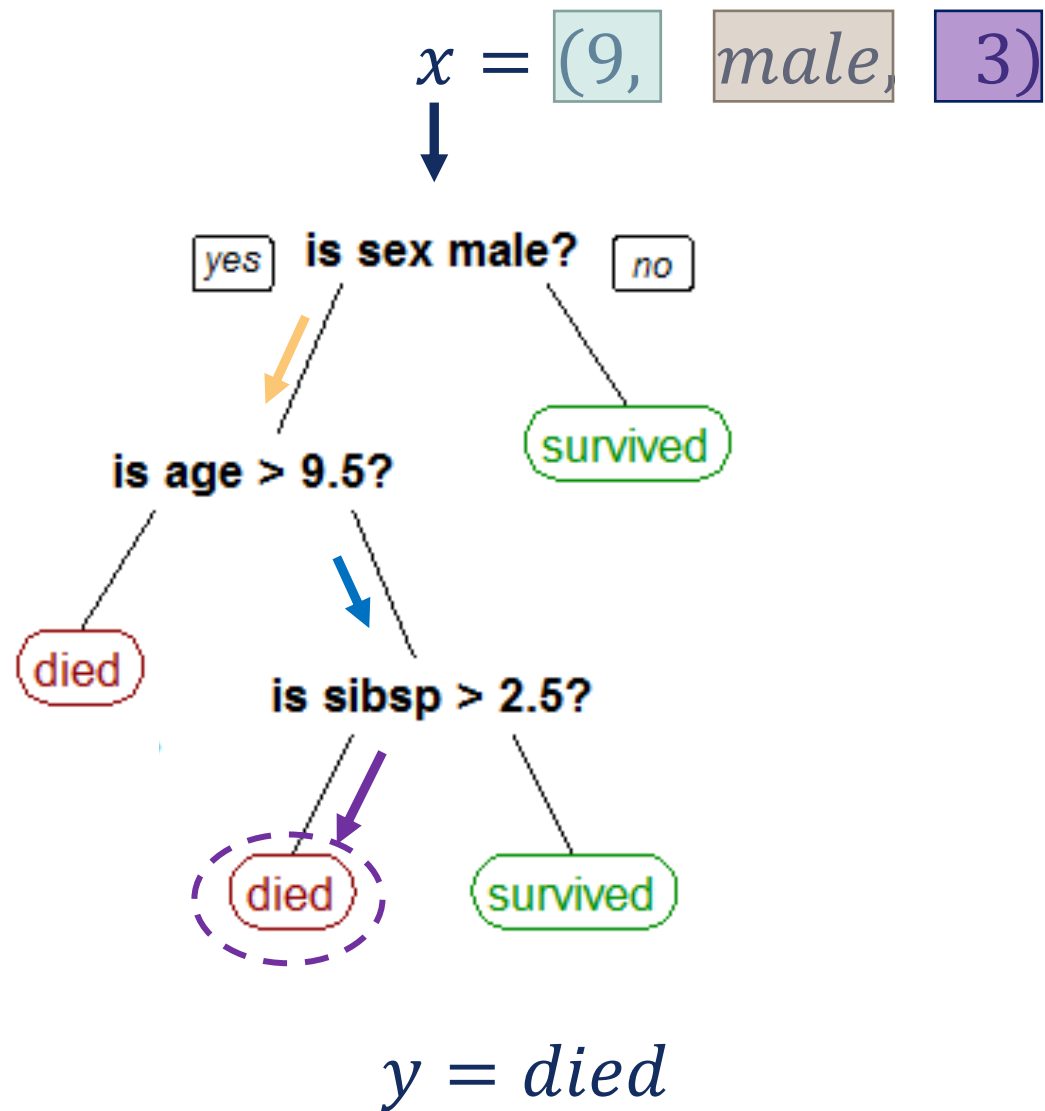 x = (9, male, 3)
yes is sex male? no
survived
is age > 9.5?
died
is sibsp > 2.5?
died survived
y = died